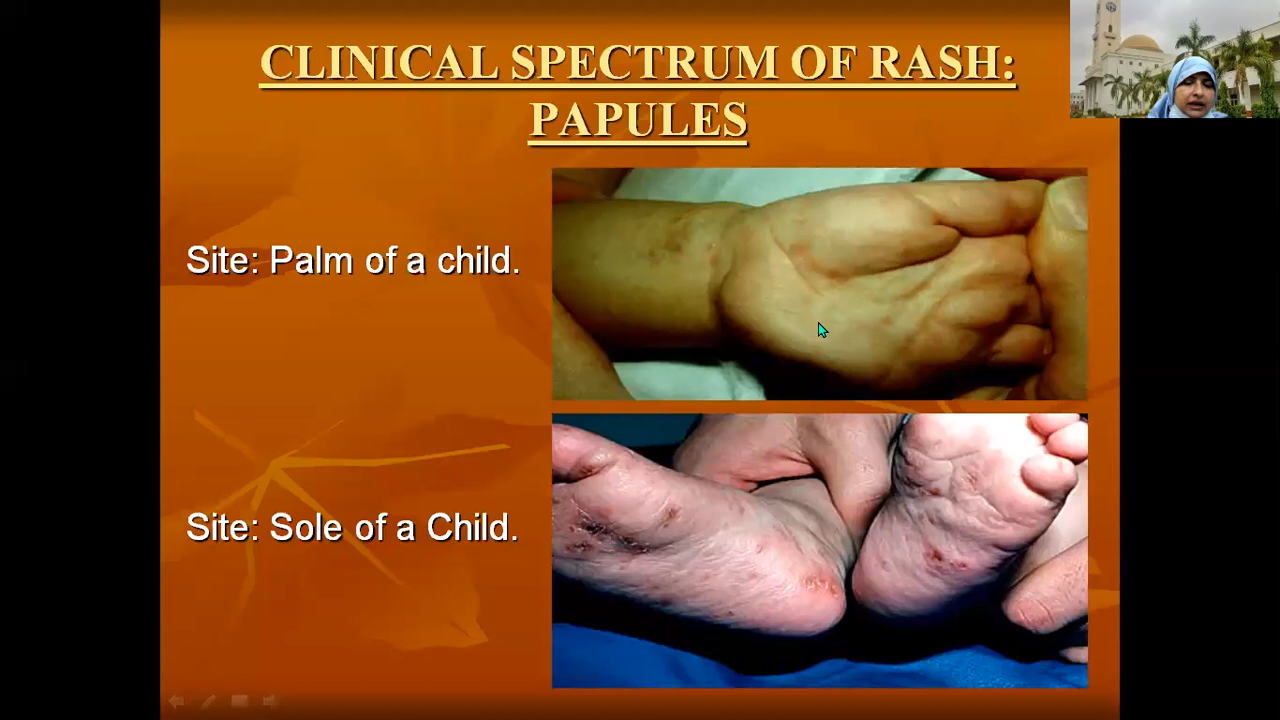 CLINICAL SPECTRUM OF RASH:
PAPULES
Site: Palm of a child.
Site: Sole of a Child.